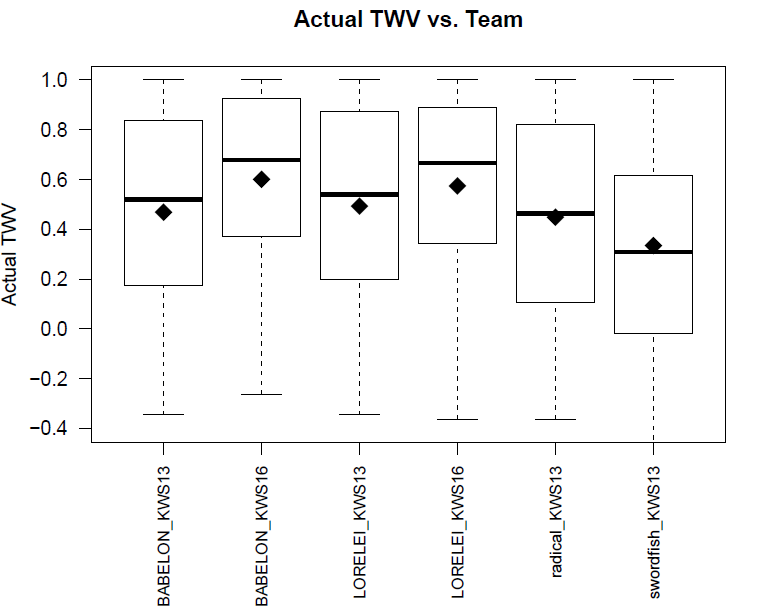 Actual TWV vs. Team
Actual TWV
1.0
0.8
0.6
0.4
0.2
0.0
−0.2
−0.4
BABELON_KWS13
BABELON_KWS16
LORELEI_KWS13
LORELEI_KWS16
radical_KWS13
swordfish_KWS13